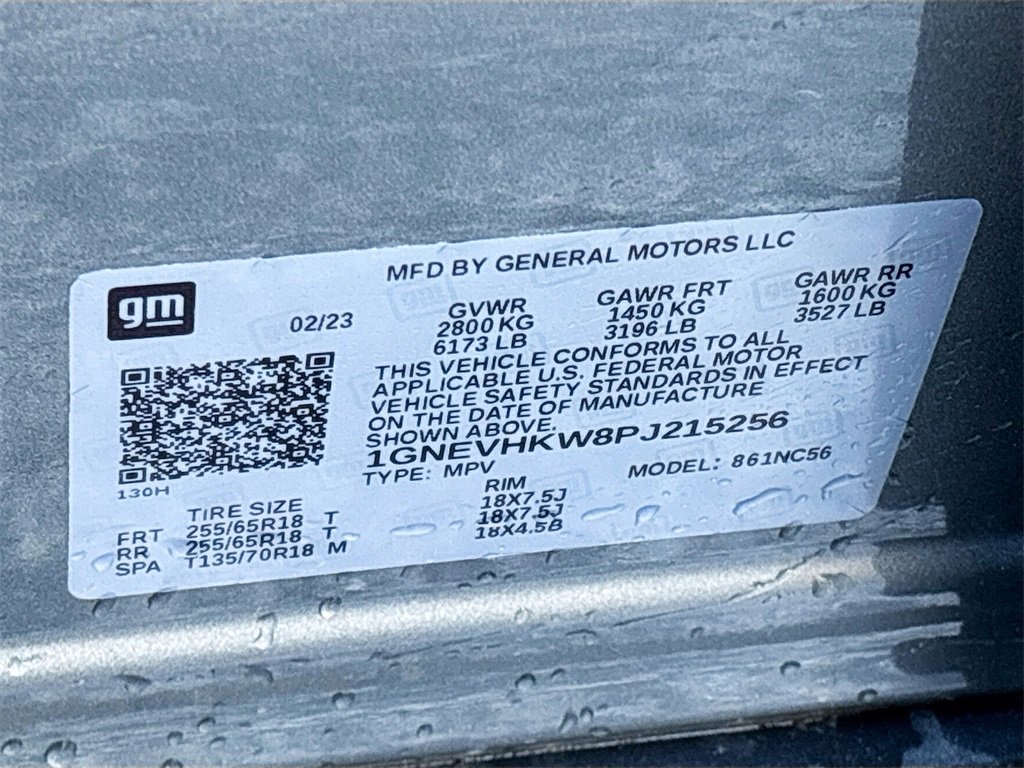 MFD BY GENERAL MOTORS LLC
gm
02/23
GVWR GAWR FRT GAWR RR
2800 KG 1450 KG 1600 KG
6173 LB 3196 LB 3527 LB
THIS VEHICLE CONFORMS TO ALL
APPLICABLE U.S. FEDERAL MOTOR
VEHICLE SAFETY STANDARDS IN EFFECT
ON THE DATE OF MANUFACTURE
SHOWN ABOVE.
1GNEVHKW8PJ215256
TYPE: MPV MODEL: 861NC56
130H
TIRE SIZE RIM
FRT 255/65R18 T 18X7.5J
RR 255/65R18 T 18X7.5J
SPA T135/70R18 M 18X4.5B